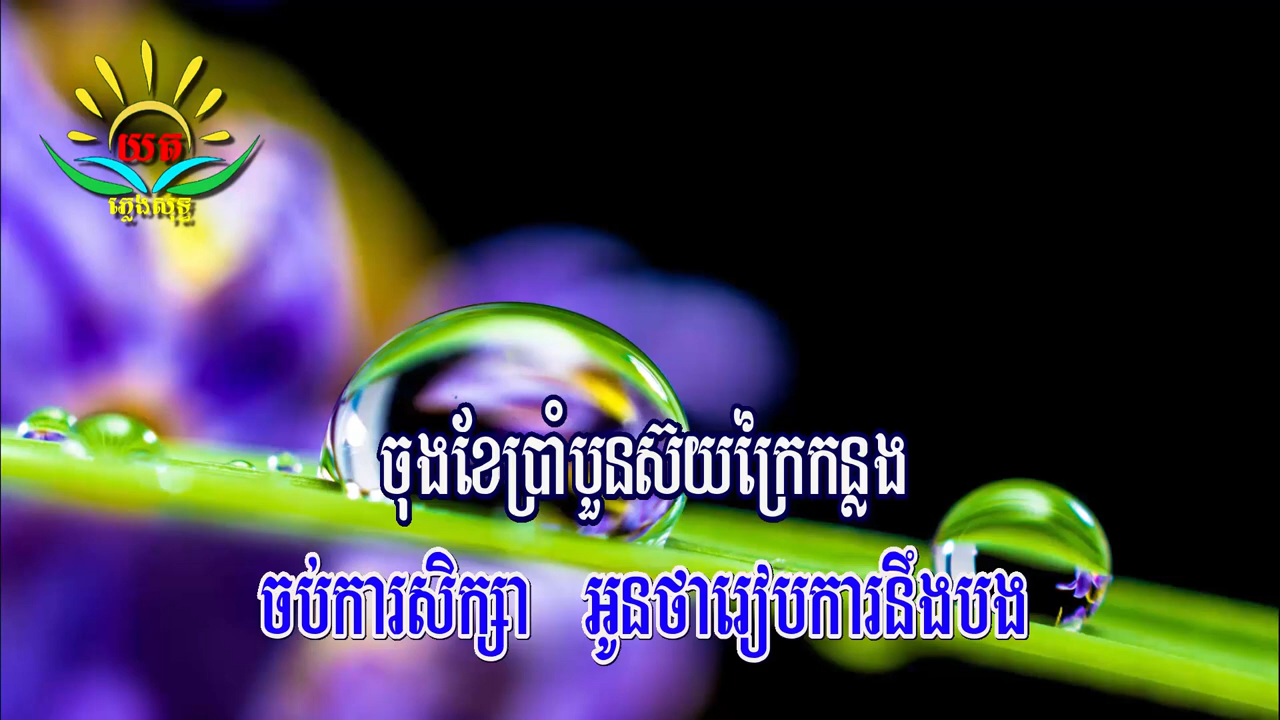 យត
ភ្លេងសុទ្ធ
ចុងខែប្រាំបួនស៊យក្រៃកន្លង
ចប់ការសិក្សា អូនថារៀបការនឹងបង